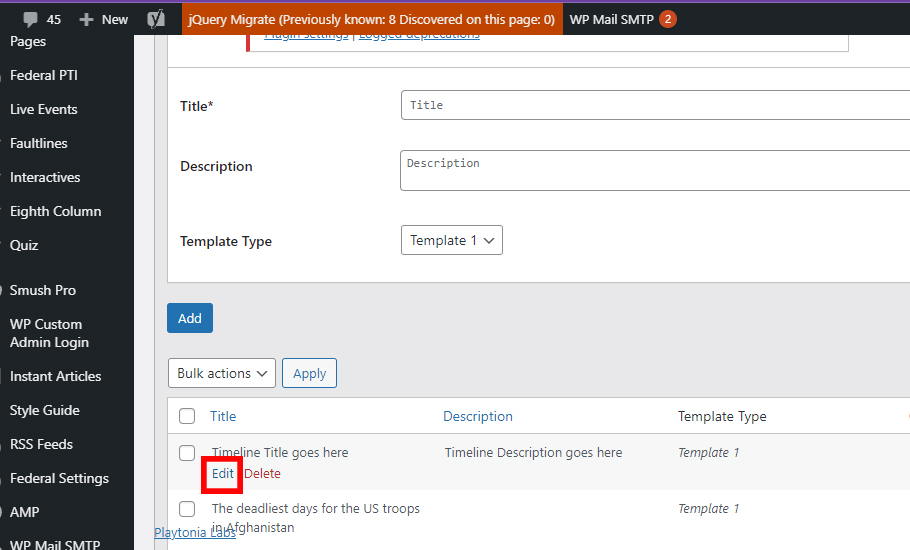 45
New
jQuery Migrate (Previously known: 8 Discovered on this page: 0)
WP Mail SMTP 2
Pages
Federal PTI
Live Events
Faultlines
Interactives
Eighth Column
Quiz
Smush Pro
WP Custom
Admin Login
Instant Articles
Style Guide
RSS Feeds
Federal Settings
AMP
WP Mail SMTP
Plugin settings | Logged deprecations
Title*
Title
Description
Description
Template Type
Template 1
Add
Bulk actions
Apply
Title Description Template Type
Timeline Title goes here Timeline Description goes here Template 1
Edit Delete
The deadliest days for the US troops Template 1
in Afghanistan
Playtonia Labs